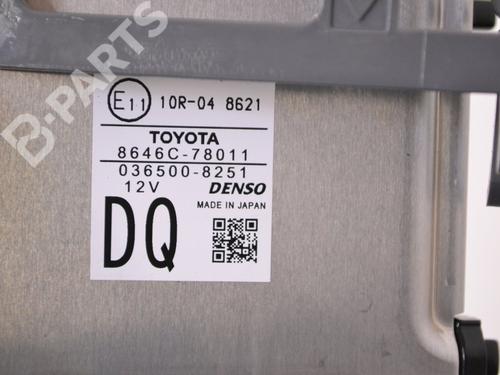 B-PARTS
E11 10R-04 8621
TOYOTA
8646C-78011
036500-8251
12V DENSO
MADE IN JAPAN
DQ